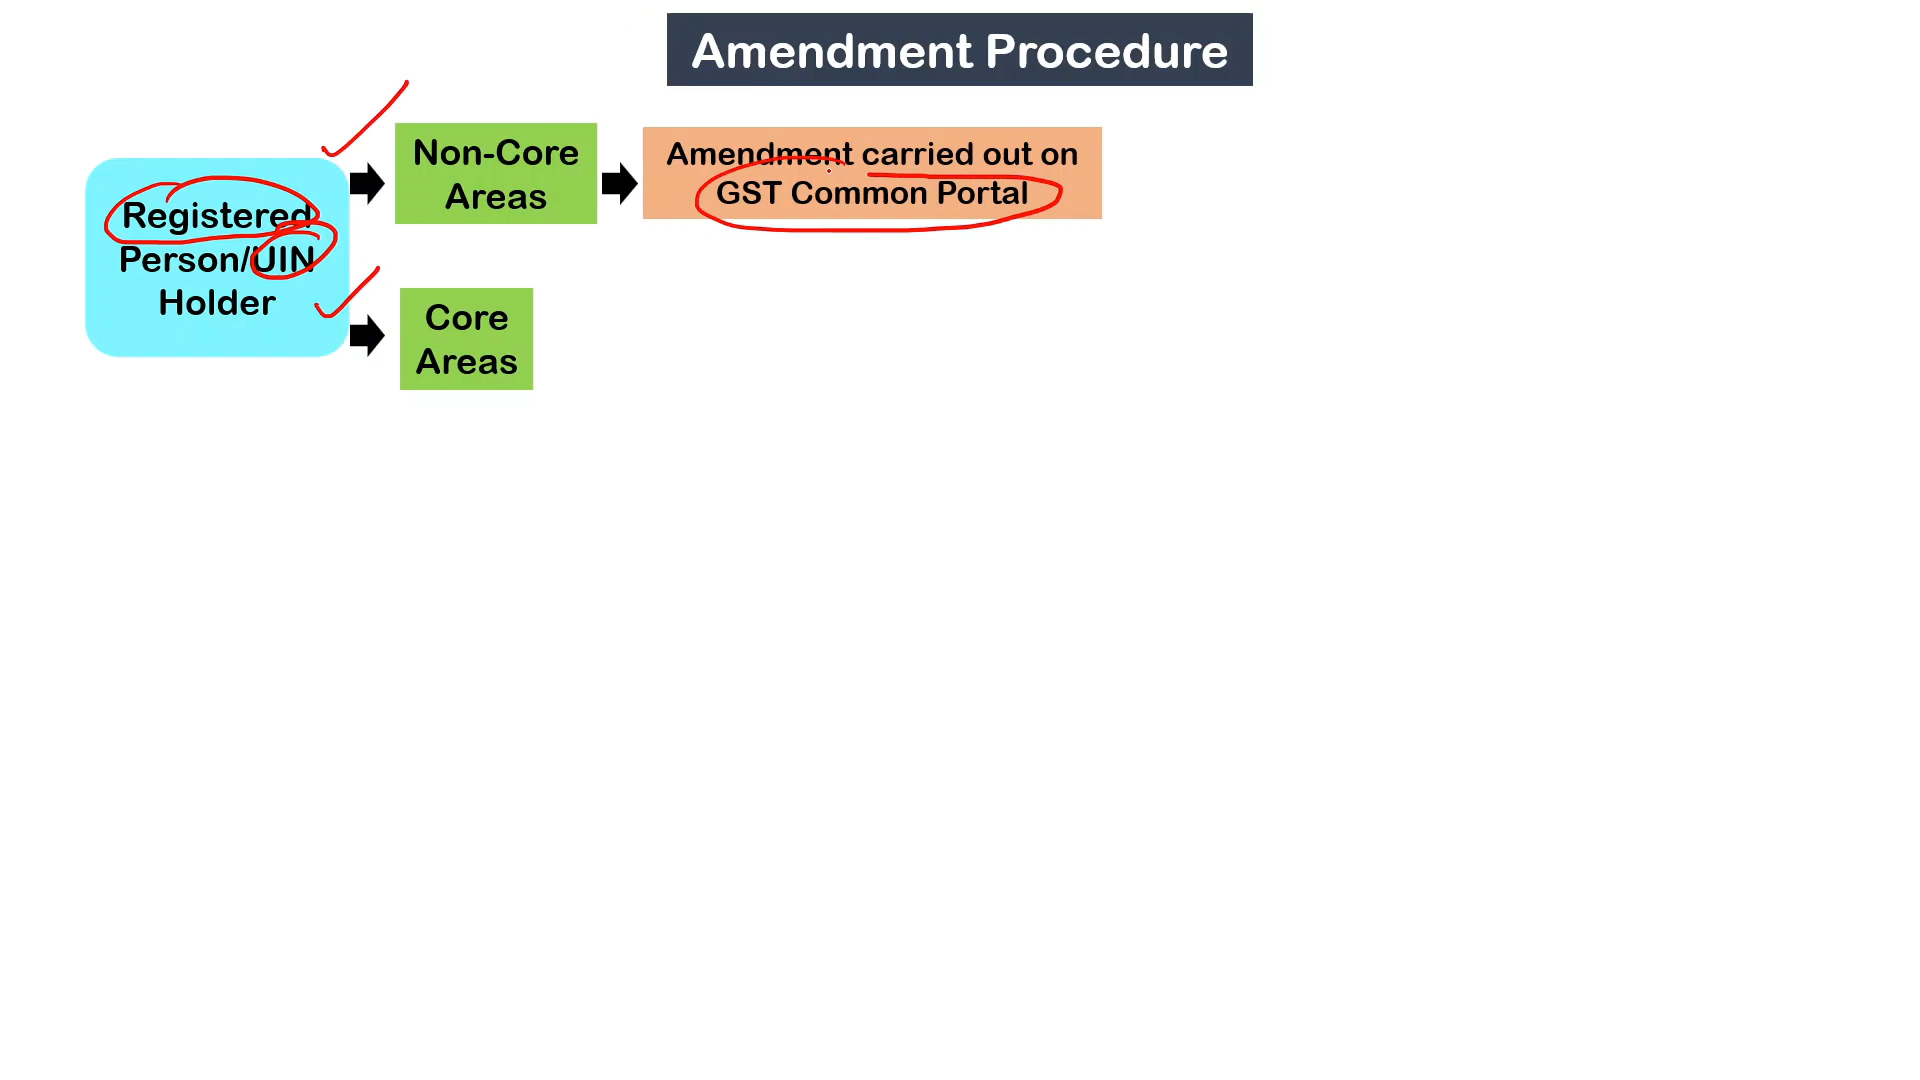 Amendment Procedure
Registered
Person/UIN
Holder
Non-Core
Areas
Amendment carried out on
GST Common Portal
Core
Areas